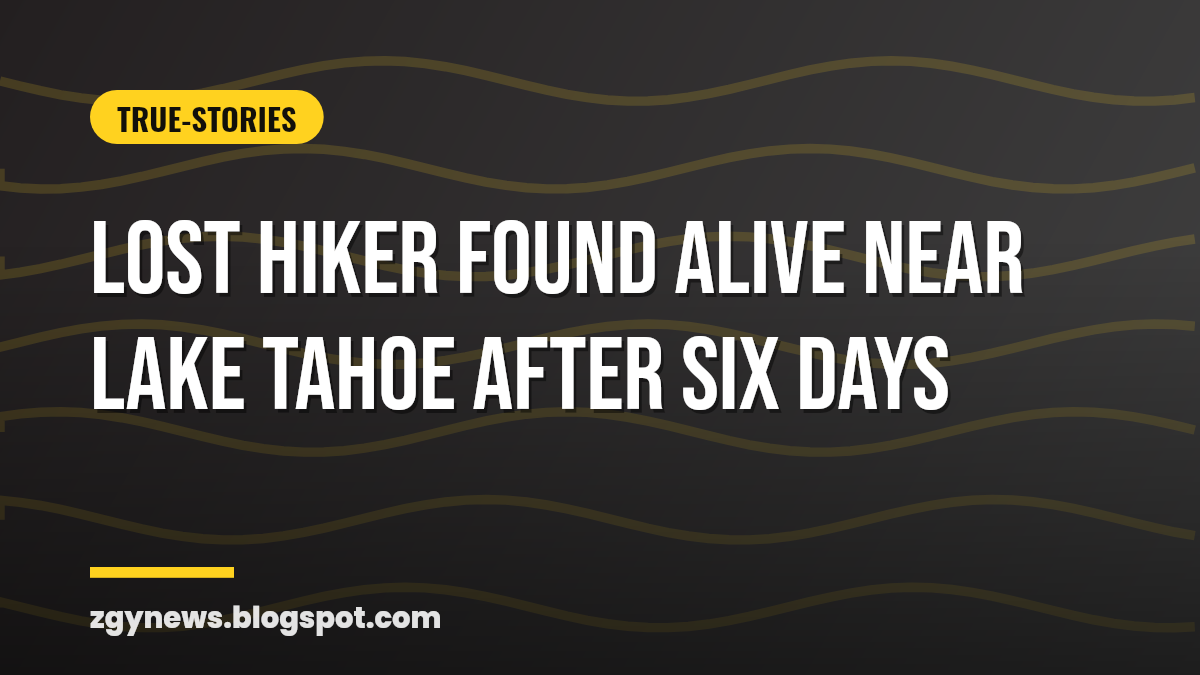 TRUE-STORIES
LOST HIKER FOUND ALIVE NEAR
LAKE TAHOE AFTER SIX DAYS
zgynews.blogspot.com